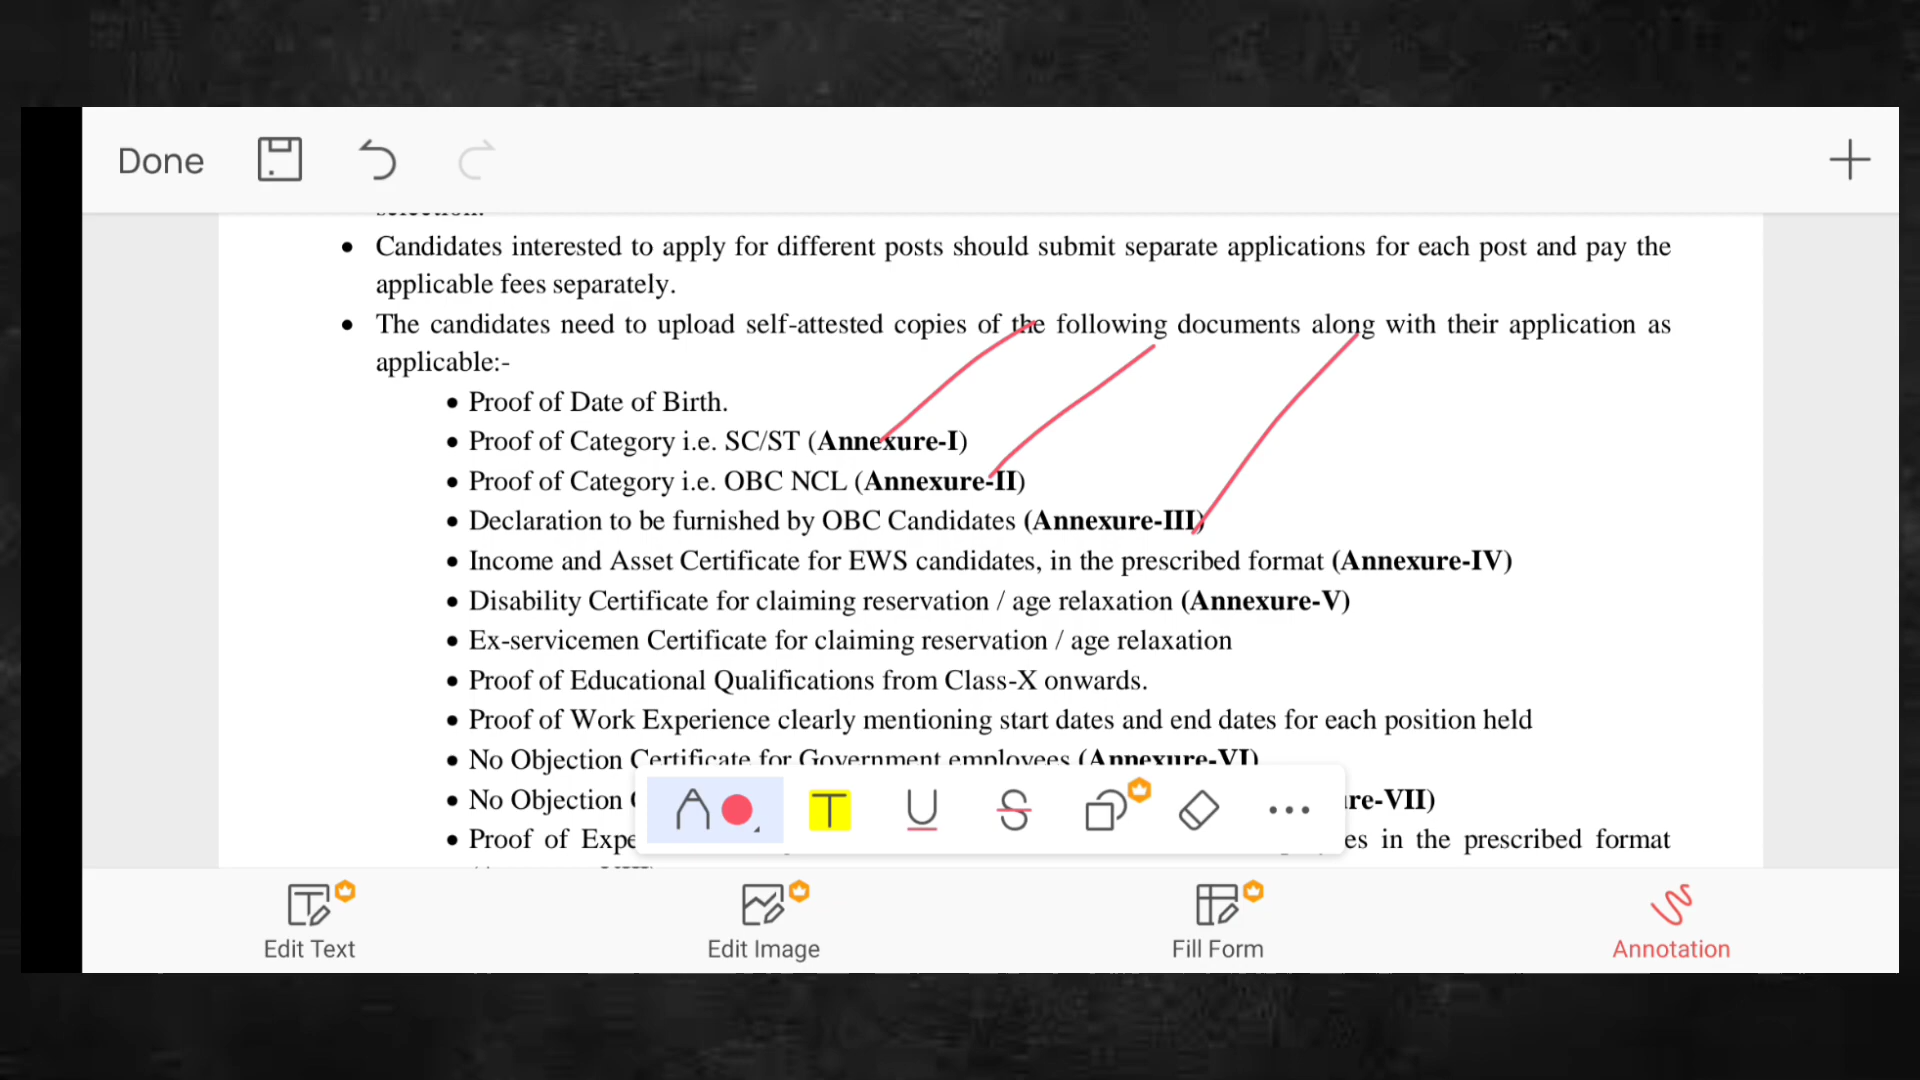 Done
Candidates interested to apply for different posts should submit separate applications for each post and pay the
applicable fees separately.
The candidates need to upload self-attested copies of the following documents along with their application as
applicable:-
Proof of Date of Birth.
Proof of Category i.e. SC/ST (Annexure-I)
Proof of Category i.e. OBC NCL (Annexure-II)
Declaration to be furnished by OBC Candidates (Annexure-III)
Income and Asset Certificate for EWS candidates, in the prescribed format (Annexure-IV)
Disability Certificate for claiming reservation / age relaxation (Annexure-V)
Ex-servicemen Certificate for claiming reservation / age relaxation
Proof of Educational Qualifications from Class-X onwards.
Proof of Work Experience clearly mentioning start dates and end dates for each position held
No Objection Certificate for Government employees (Annexure-VI)
No Objection re-VII)
Proof of Expe es in the prescribed format
T U S
Edit Text Edit Image Fill Form Annotation